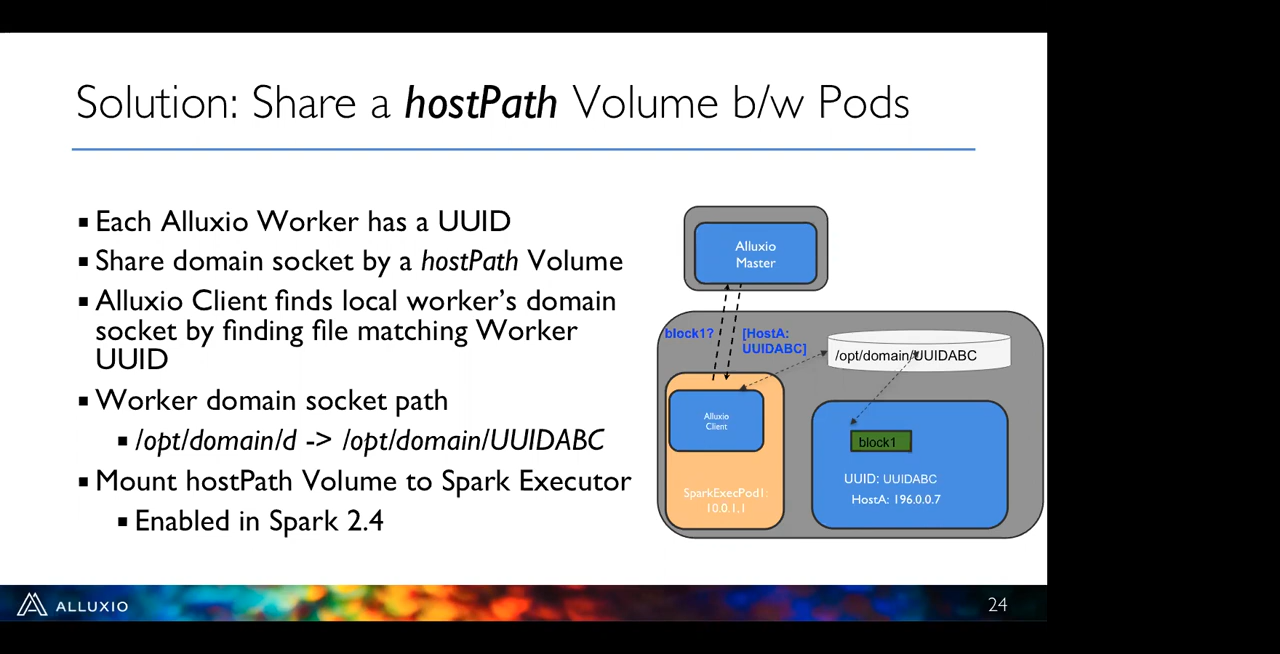 Solution: Share a hostPath Volume b/w Pods
▪ Each Alluxio Worker has a UUID
▪ Share domain socket by a hostPath Volume
▪ Alluxio Client finds local worker's domain
socket by finding file matching Worker
UUID
▪ Worker domain socket path
▪ /opt/domain/d -> /opt/domain/UUIDABC
▪ Mount hostPath Volume to Spark Executor
▪ Enabled in Spark 2.4
Alluxio
Master
block1?
[HostA:
UUIDABC]
/opt/domain/UUIDABC
Alluxio
Client
SparkExecPod1:
10.0.1.1
block1
UUID: UUIDABC
HostA: 196.0.0.7
ALLUXIO
24